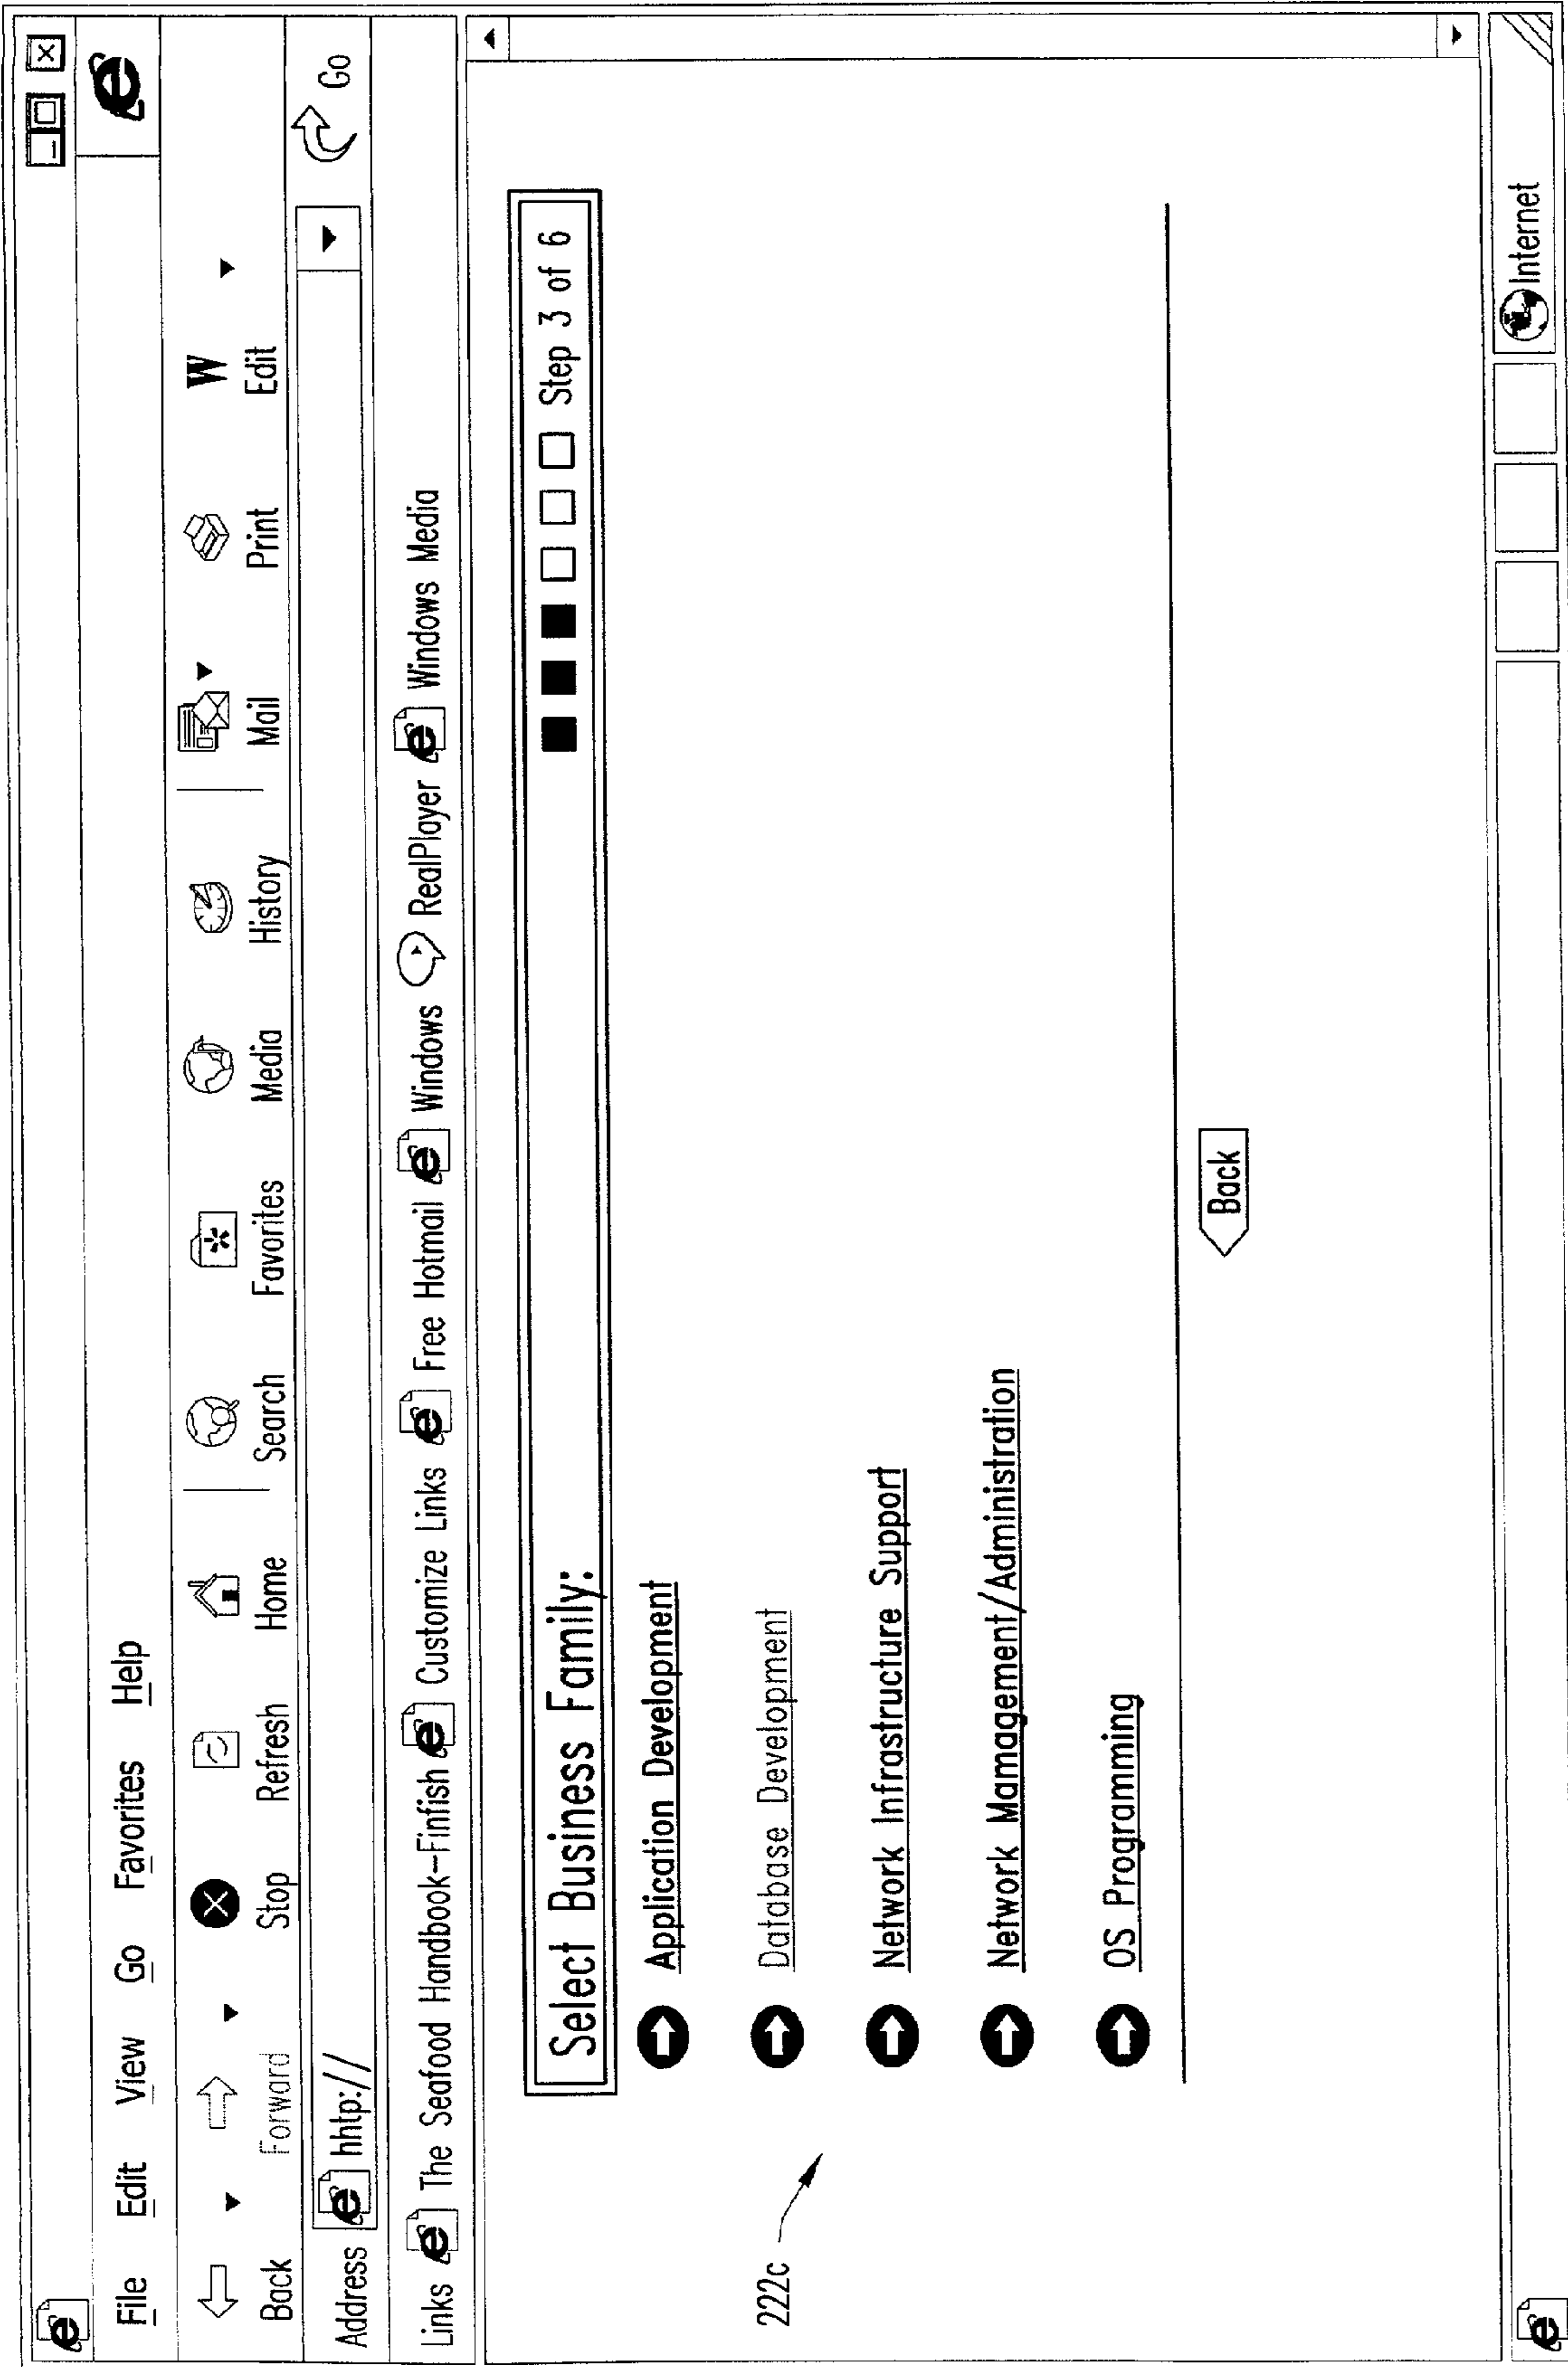 File Edit View Go Favorites Help
Back Forward Stop Refresh Home Search Favorites Media History Mail Print Edit
Address hhtp:// Go
Links The Seafood Handbook--Finfish Customize Links Free Hotmail Windows RealPlayer Windows Media
Select Business Family: Step 3 of 6
Application Development
Database Development
Network Infrastructure Support
Network Management/Administration
OS Programming
222c
Back
Internet